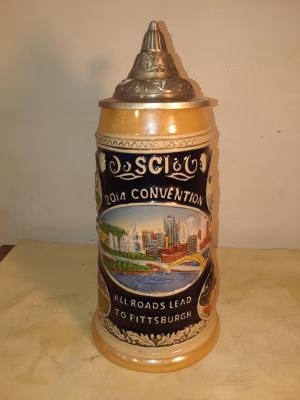 SCI
2014 CONVENTION
ALL ROADS LEAD
TO PITTSBURGH